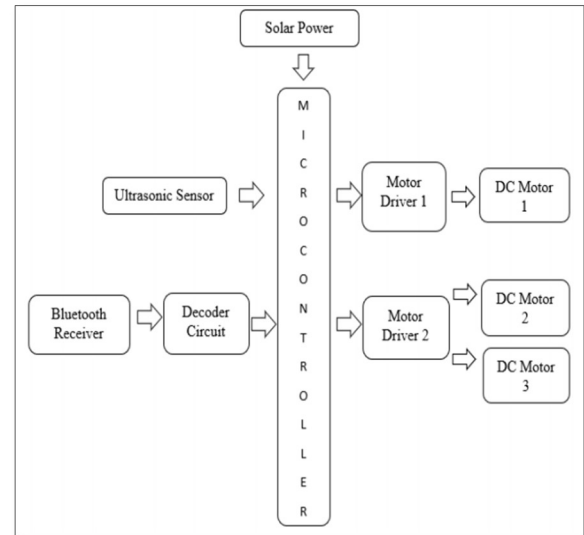 Solar Power
M
I
C
R
O
C
O
N
T
R
O
L
L
E
R
Ultrasonic Sensor
Motor
Driver 1
DC Motor
1
Bluetooth
Receiver
Decoder
Circuit
Motor
Driver 2
DC Motor
2
DC Motor
3